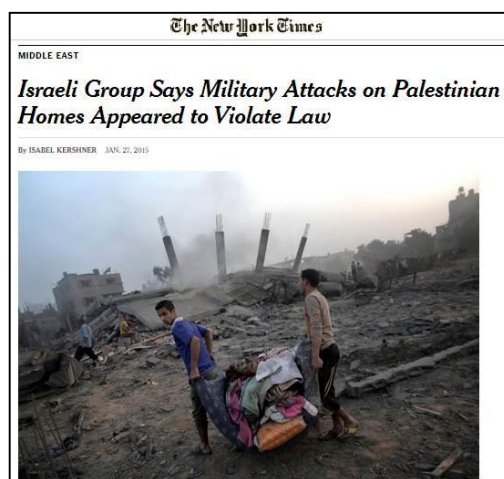 The New York Times
MIDDLE EAST
Israeli Group Says Military Attacks on Palestinian
Homes Appeared to Violate Law
By ISABEL KERSHNER JAN. 27, 2015